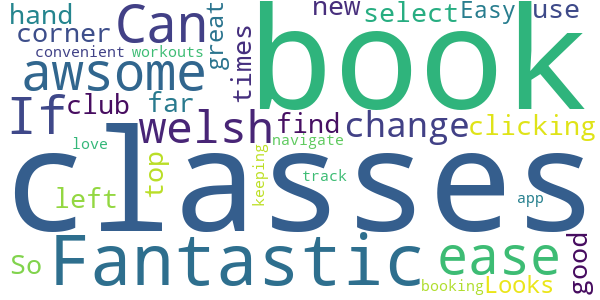 hand Can great new select Easy use
corner book
convenient workouts
awsome times
If club far
welsh find change clicking
classes love navigate
top keeping track
left app
So Fantastic ease good
booking Looks